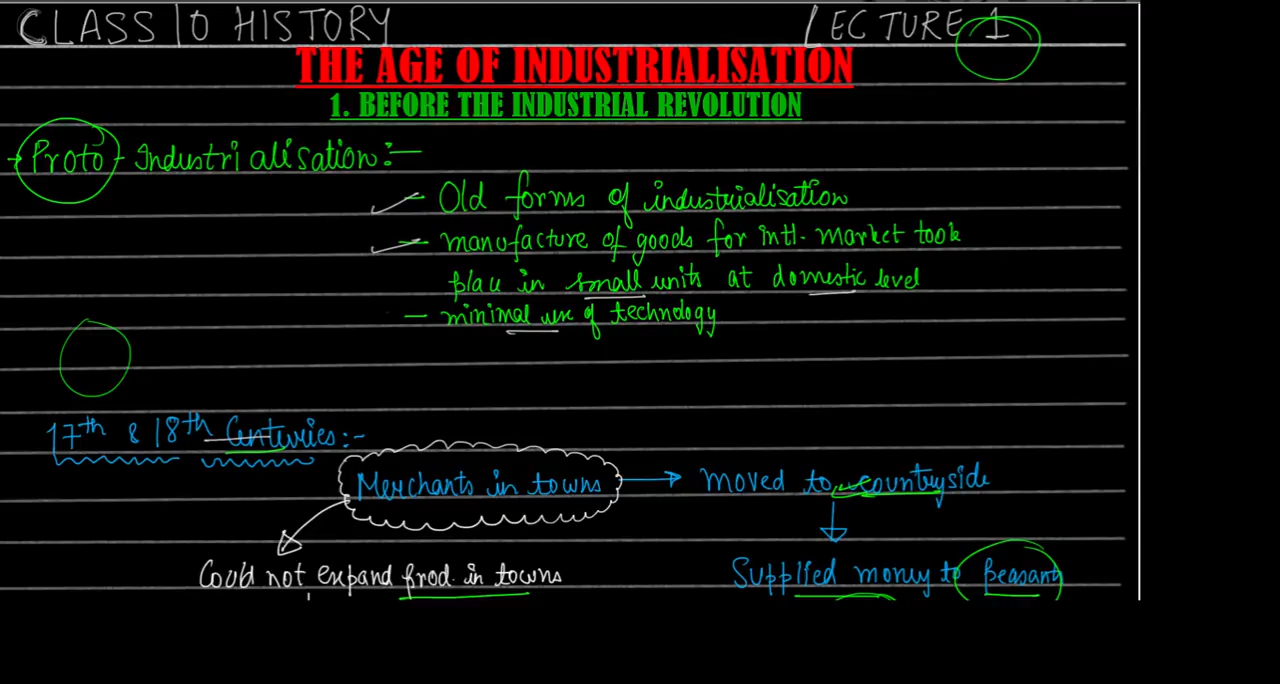 CLASS 10 HISTORY LECTURE 1
THE AGE OF INDUSTRIALISATION
1. BEFORE THE INDUSTRIAL REVOLUTION
→ Proto - Industrialisation:-
- Old forms of industrialisation
- manufacture of goods for intl. market took
place in small units at domestic level
- minimal use of technology
17th & 18th Centuries:-
Merchants in towns → moved to countryside
Could not expand prod. in towns Supplied money to peasants